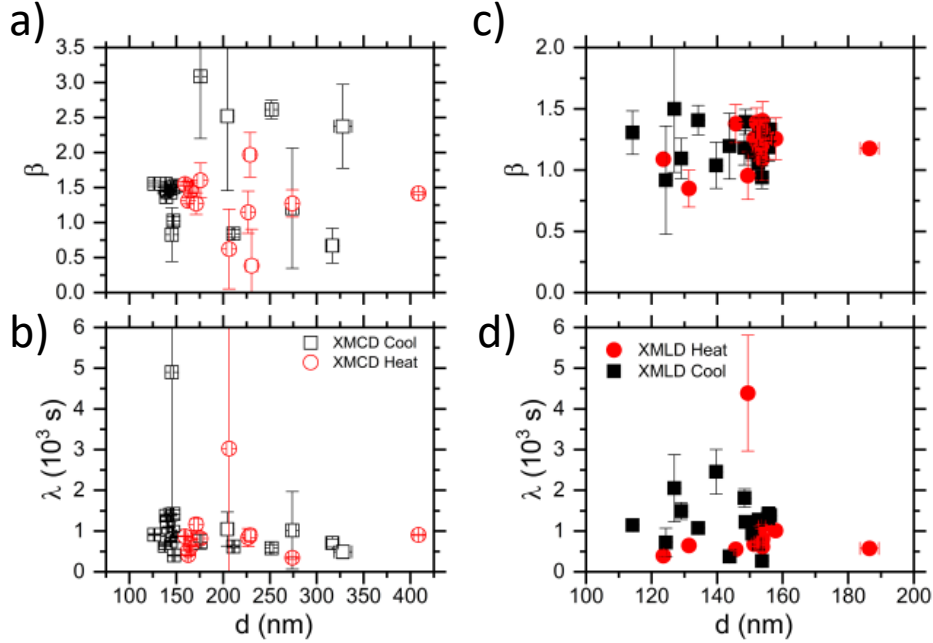 a)
3.5
3.0
2.5
2.0
1.5
1.0
0.5
0.0
β
c)
2.0
1.5
1.0
0.5
0.0
β
b)
6
5
4
3
2
1
0
λ (10³ s)
XMCD Cool
XMCD Heat
100 150 200 250 300 350 400
d (nm)
d)
6
5
4
3
2
1
0
λ (10³ s)
XMLD Heat
XMLD Cool
100 120 140 160 180 200
d (nm)